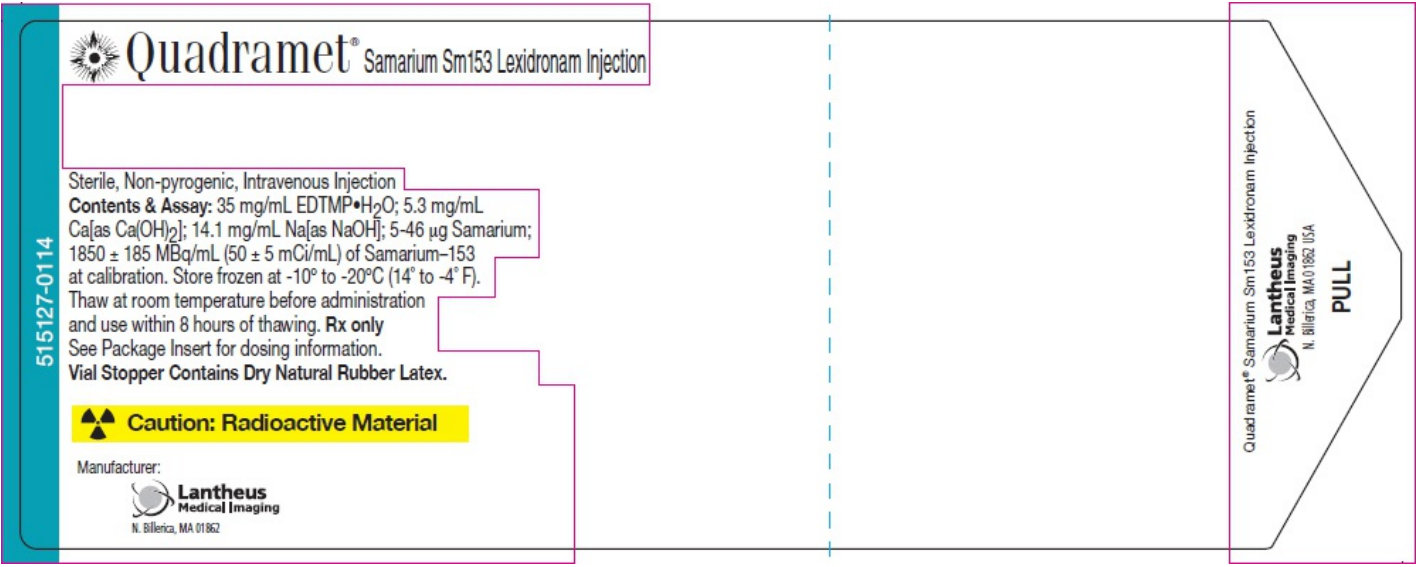 515127-0114
Quadramet® Samarium Sm153 Lexidronam Injection
Sterile, Non-pyrogenic, Intravenous Injection
Contents & Assay: 35 mg/mL EDTMP•H₂O; 5.3 mg/mL
Ca[as Ca(OH)₂]; 14.1 mg/mL Na[as NaOH]; 5-46 µg Samarium;
1850 ± 185 MBq/mL (50 ± 5 mCi/mL) of Samarium–153
at calibration. Store frozen at -10º to -20ºC (14˚ to -4˚ F).
Thaw at room temperature before administration
and use within 8 hours of thawing. Rx only
See Package Insert for dosing information.
Vial Stopper Contains Dry Natural Rubber Latex.
Caution: Radioactive Material
Manufacturer:
Lantheus
Medical Imaging
N. Billerica, MA 01862
Quadramet® Samarium Sm153 Lexidronam Injection
Lantheus
Medical Imaging
N. Billerica, MA 01862 USA
PULL